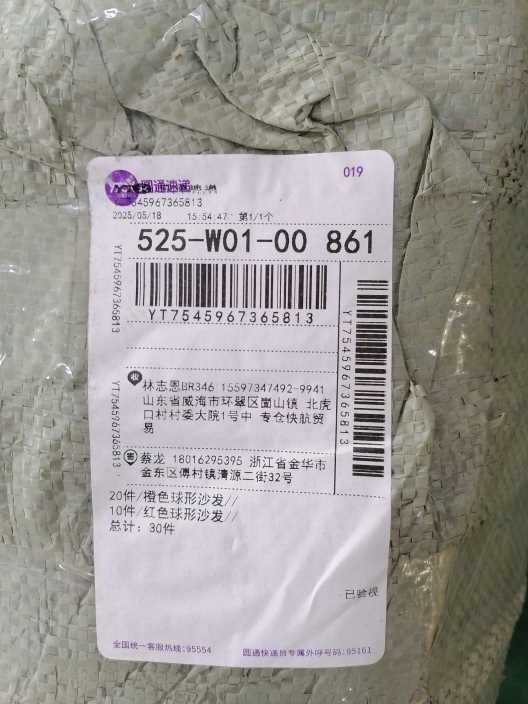 019
圆通速递
YT7545967365813
2025/05/18 15:54:47 第1/1个
525-W01-00 861
YT7545967365813
YT7545967365813
YT7545967365813
YT7545967365813
收
林志恩BR346 15597347492-9941
山东省威海市环翠区崮山镇 北虎
口村村委大院1号中 专仓快航贸
易
寄
蔡龙 18016295395 浙江省金华市
金东区傅村镇清源二街32号
20件/橙色球形沙发//
10件/红色球形沙发//
总计: 30件
已验视
全国统一客服热线:95554
圆通快递员专属外呼号码:95161